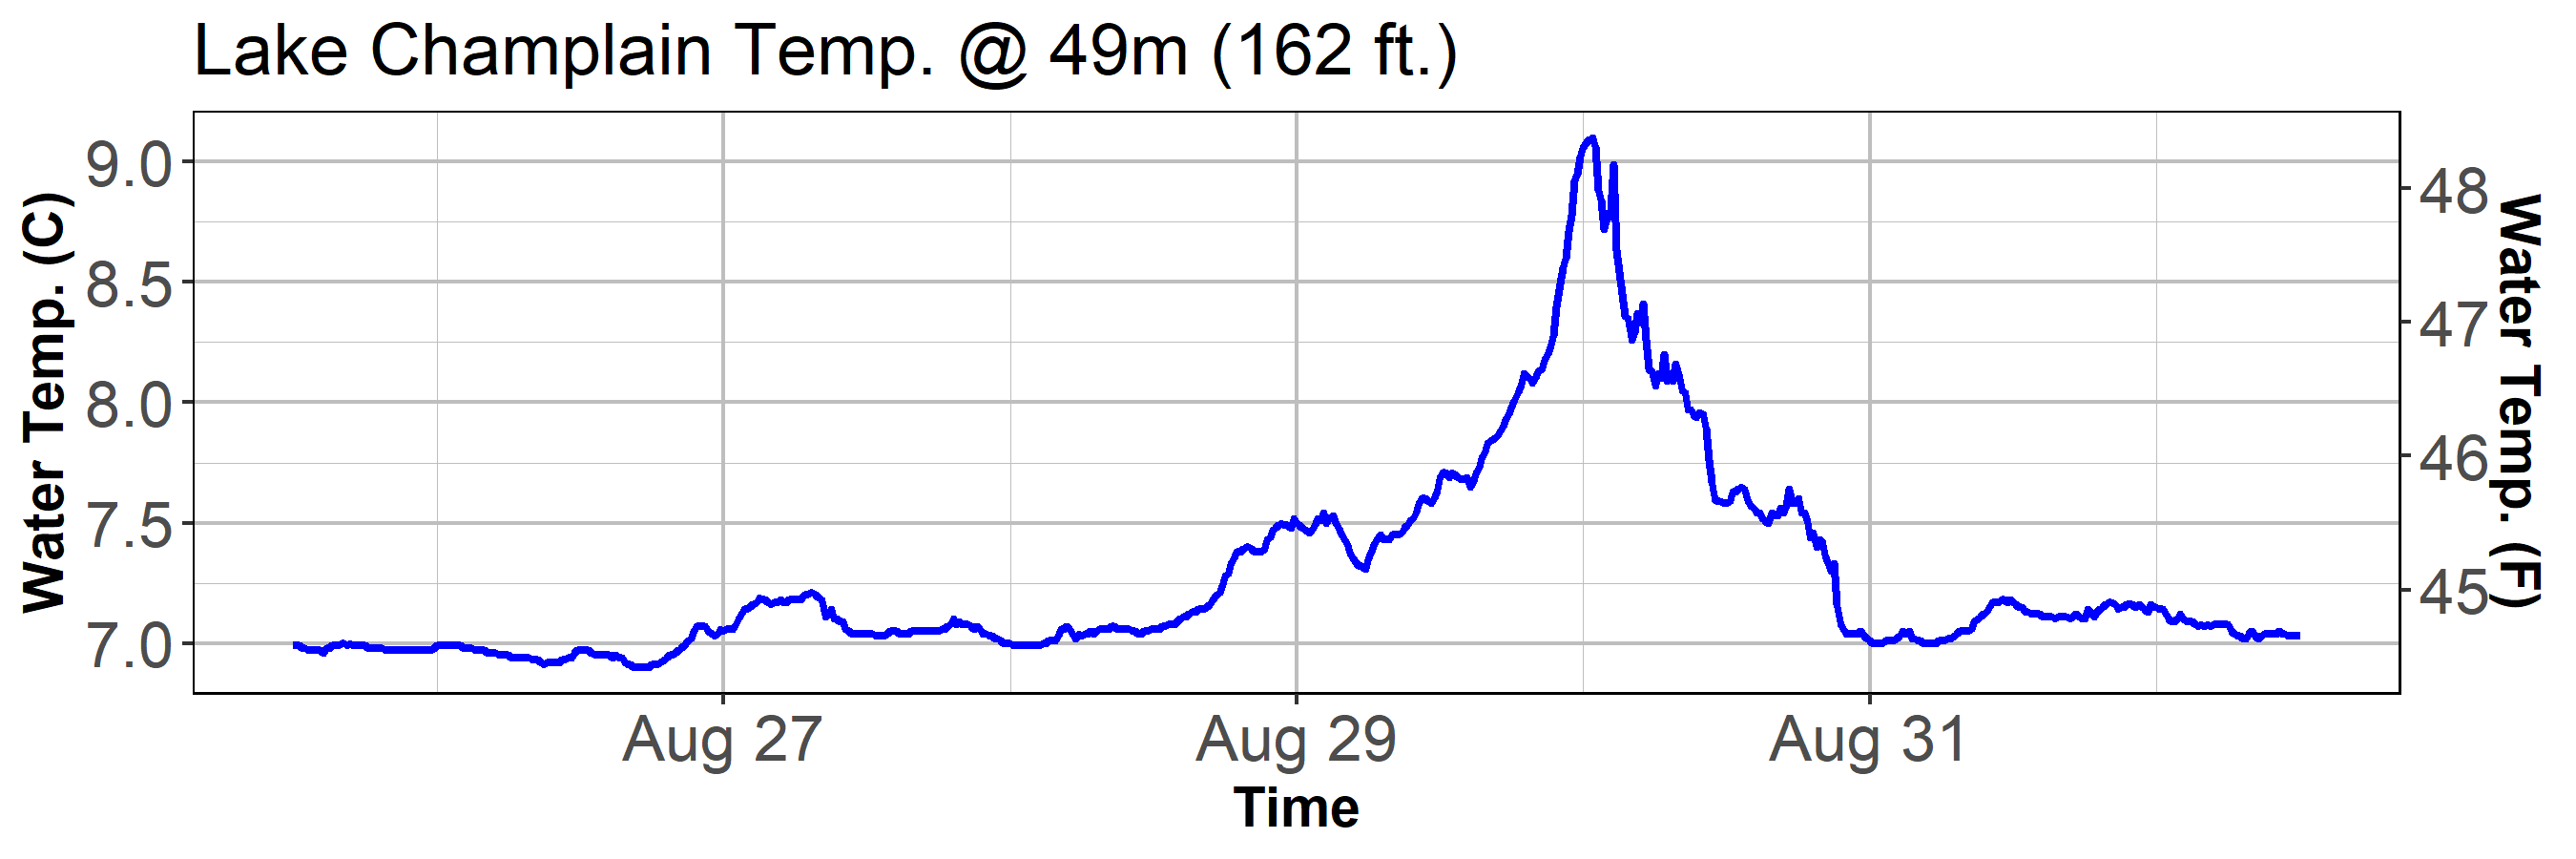 Lake Champlain Temp. @ 49m (162 ft.)
Water Temp. (C)
9.0
8.5
8.0
7.5
7.0
48
47
46
45
Water Temp. (F)
Aug 27
Aug 29
Aug 31
Time